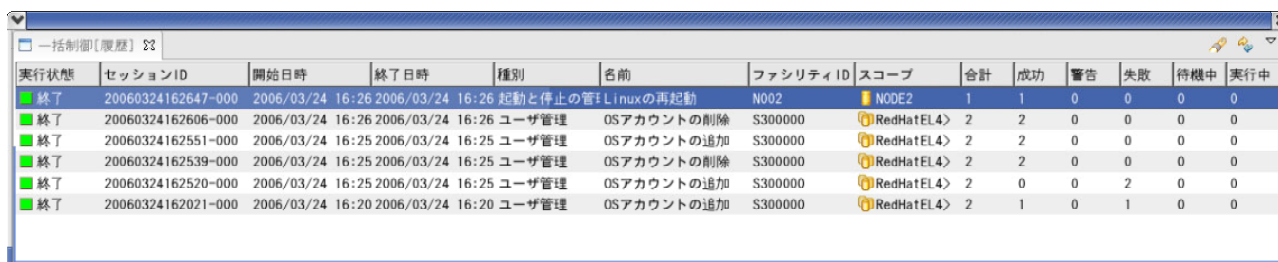 一括制御[履歴]
実行状態 セッションID 開始日時 終了日時 種別 名前 ファシリティID スコープ 合計 成功 警告 失敗 待機中 実行中
終了 20060324162647-000 2006/03/24 16:26 2006/03/24 16:26 起動と停止の管理 Linuxの再起動 N002 NODE2 1 1 0 0 0 0
終了 20060324162606-000 2006/03/24 16:26 2006/03/24 16:26 ユーザ管理 OSアカウントの削除 S300000 RedHatEL4> 2 2 0 0 0 0
終了 20060324162551-000 2006/03/24 16:25 2006/03/24 16:25 ユーザ管理 OSアカウントの追加 S300000 RedHatEL4> 2 2 0 0 0 0
終了 20060324162539-000 2006/03/24 16:25 2006/03/24 16:25 ユーザ管理 OSアカウントの削除 S300000 RedHatEL4> 2 2 0 0 0 0
終了 20060324162520-000 2006/03/24 16:25 2006/03/24 16:25 ユーザ管理 OSアカウントの追加 S300000 RedHatEL4> 2 0 0 2 0 0
終了 20060324162021-000 2006/03/24 16:20 2006/03/24 16:20 ユーザ管理 OSアカウントの追加 S300000 RedHatEL4> 2 1 0 1 0 0